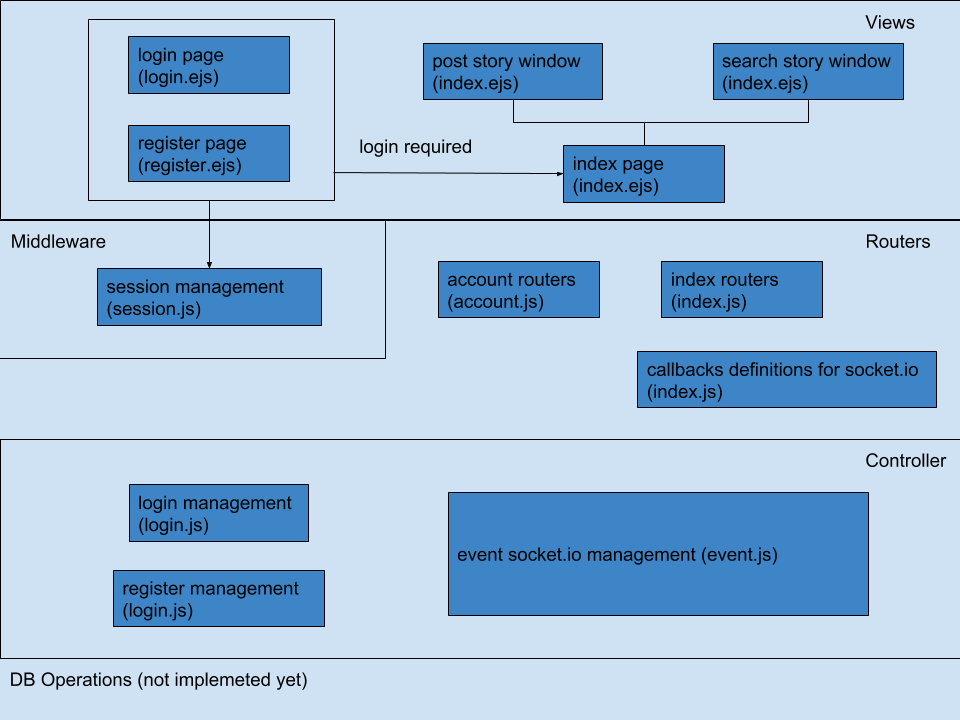 Views
login page
(login.ejs)
post story window
(index.ejs)
search story window
(index.ejs)
register page
(register.ejs)
login required
index page
(index.ejs)
Middleware
Routers
session management
(session.js)
account routers
(account.js)
index routers
(index.js)
callbacks definitions for socket.io
(index.js)
Controller
login management
(login.js)
event socket.io management (event.js)
register management
(login.js)
DB Operations (not implemeted yet)